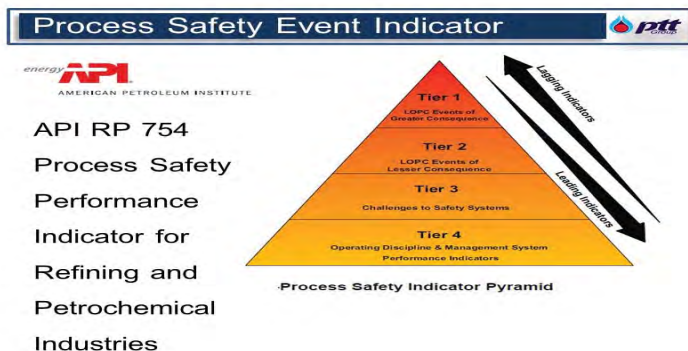 Process Safety Event Indicator
ptt
Group
energy API
AMERICAN PETROLEUM INSTITUTE
API RP 754
Process Safety
Performance
Indicator for
Refining and
Petrochemical
Industries
Tier 1
LOPC Events of
Greater Consequence
Tier 2
LOPC Events of
Lesser Consequence
Tier 3
Challenges to Safety Systems
Tier 4
Operating Discipline & Management System
Performance Indicators
Lagging Indicators
Leading Indicators
Process Safety Indicator Pyramid